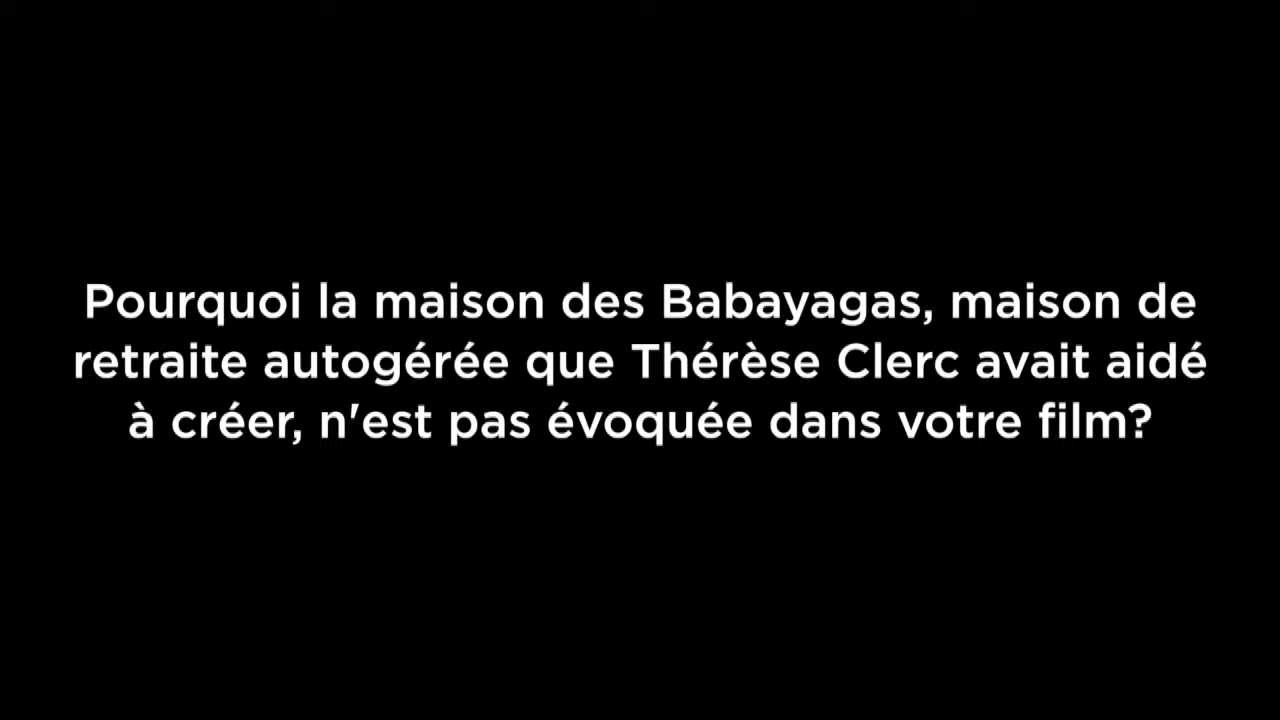 Pourquoi la maison des Babayagas, maison de
retraite autogérée que Thérèse Clerc avait aidé
à créer, n'est pas évoquée dans votre film?